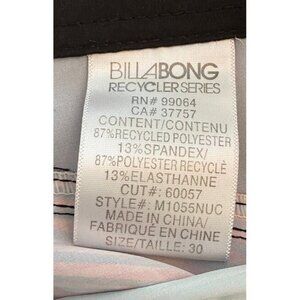 BILLABONG
RECYCLER SERIES
RN# 99064
CA# 37757
CONTENT/CONTENU
87% RECYCLED POLYESTER
13% SPANDEX/
87% POLYESTER RECYCLÉ
13% ELASTHANNE
CUT#: 60057
STYLE#: M1055NUC
MADE IN CHINA/
FABRIQUÉ EN CHINE
SIZE/TAILLE: 30